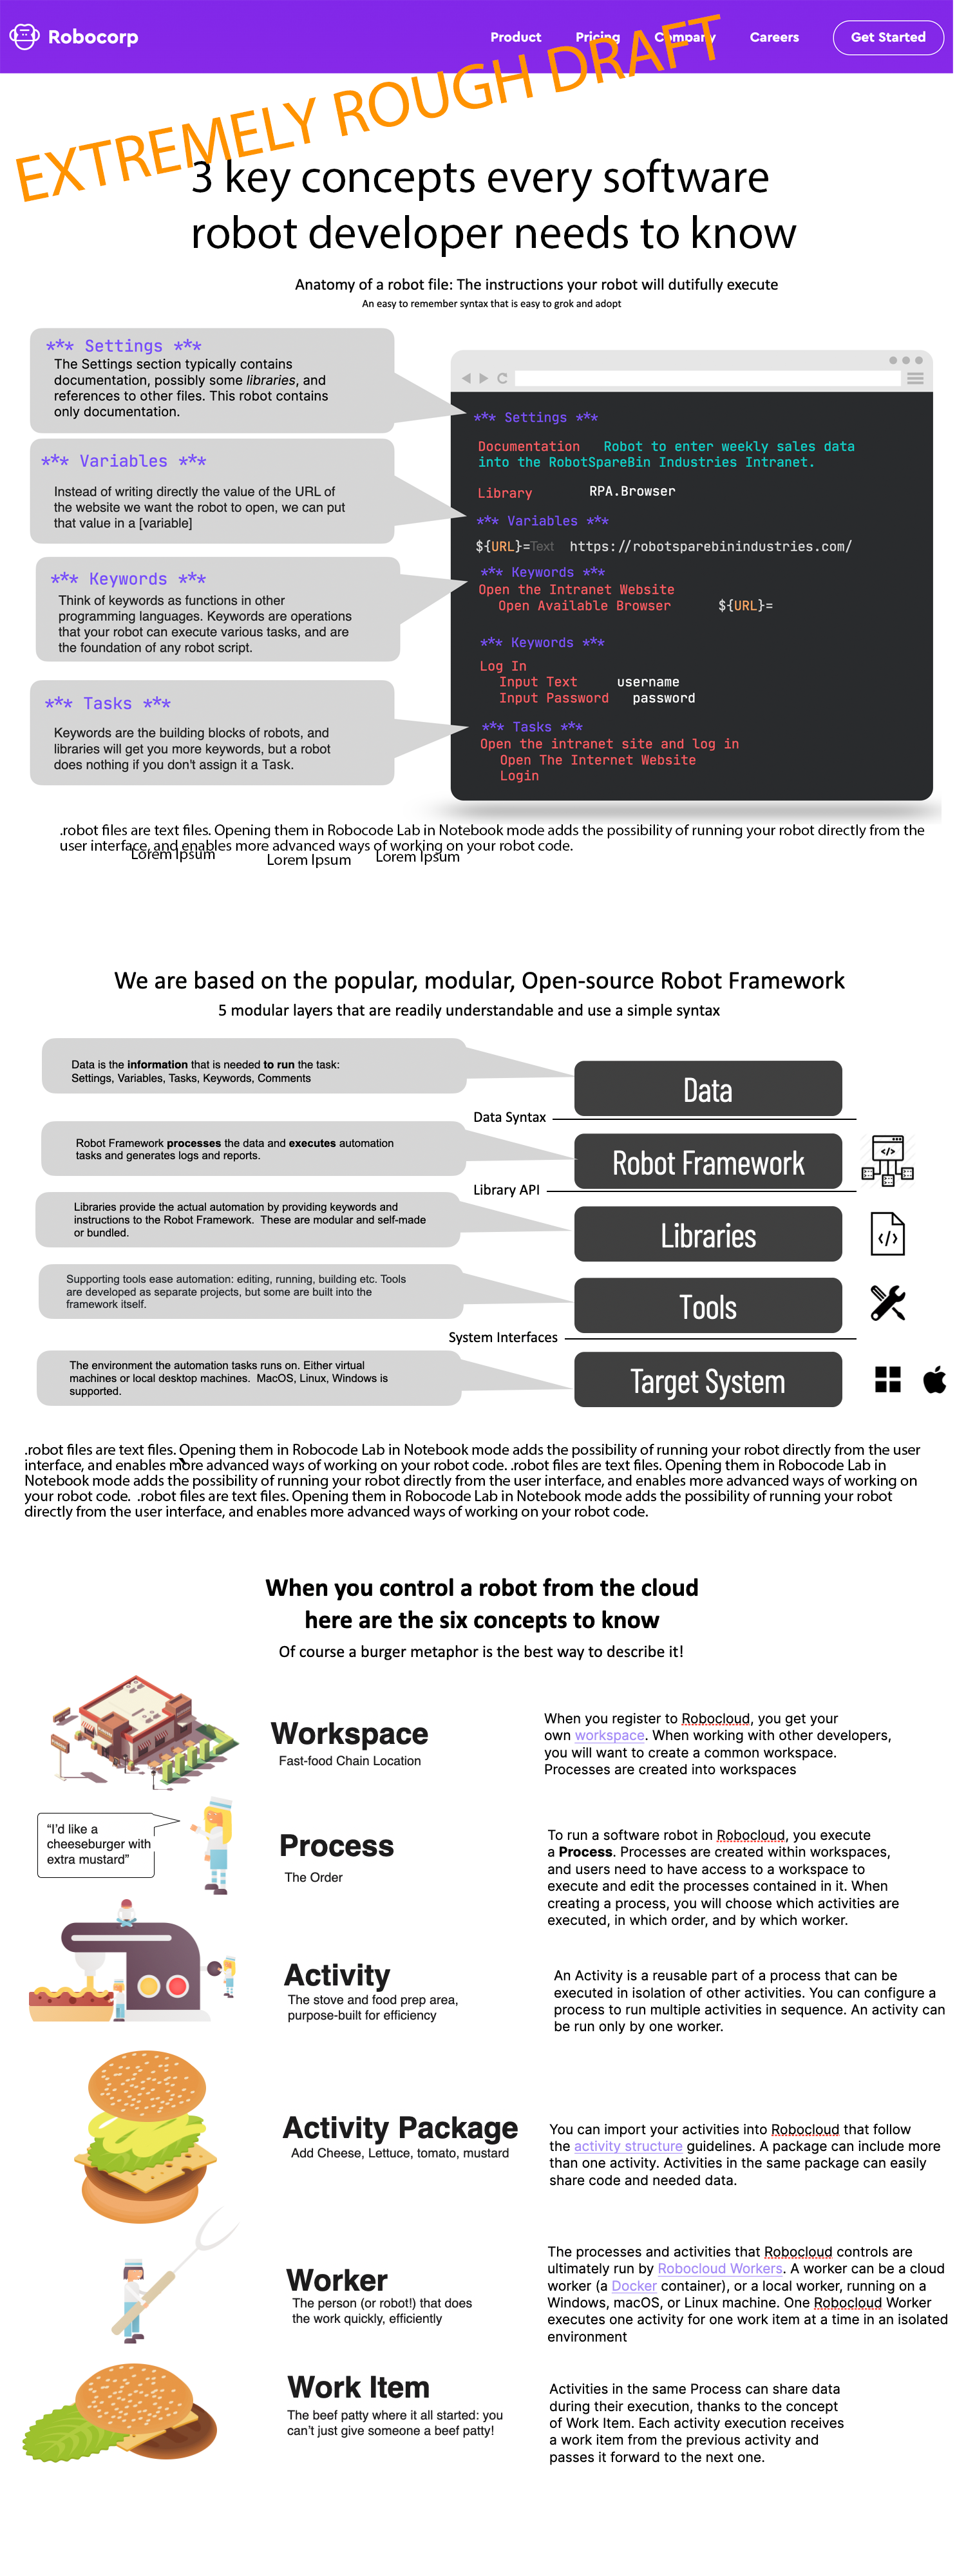 Robocorp
Product Pricing Company Careers Get Started
EXTREMELY ROUGH DRAFT
3 key concepts every software
robot developer needs to know
Anatomy of a robot file: The instructions your robot will dutifully execute
An easy to remember syntax that is easy to grok and adopt
*** Settings ***
The Settings section typically contains
documentation, possibly some libraries, and
references to other files. This robot contains
only documentation.
*** Variables ***
Instead of writing directly the value of the URL of
the website we want the robot to open, we can put
that value in a [variable]
*** Keywords ***
Think of keywords as functions in other
programming languages. Keywords are operations
that your robot can execute various tasks, and are
the foundation of any robot script.
*** Tasks ***
Keywords are the building blocks of robots, and
libraries will get you more keywords, but a robot
does nothing if you don't assign it a Task.
*** Settings ***
Documentation Robot to enter weekly sales data
into the RobotSpareBin Industries Intranet.
Library RPA.Browser
*** Variables ***
${URL}=Text https://robotsparebinindustries.com/
*** Keywords ***
Open the Intranet Website
Open Available Browser ${URL}=
*** Keywords ***
Log In
Input Text username
Input Password password
*** Tasks ***
Open the intranet site and log in
Open The Internet Website
Login
.robot files are text files. Opening them in Robocode Lab in Notebook mode adds the possibility of running your robot directly from the
user interface, and enables more advanced ways of working on your robot code.
Lorem Ipsum Lorem Ipsum Lorem Ipsum
We are based on the popular, modular, Open-source Robot Framework
5 modular layers that are readily understandable and use a simple syntax
Data is the information that is needed to run the task:
Settings, Variables, Tasks, Keywords, Comments
Data
Data Syntax
Robot Framework processes the data and executes automation
tasks and generates logs and reports.
Robot Framework
Library API
Libraries provide the actual automation by providing keywords and
instructions to the Robot Framework. These are modular and self-made
or bundled.
Libraries
Supporting tools ease automation: editing, running, building etc. Tools
are developed as separate projects, but some are built into the
framework itself.
Tools
System Interfaces
The environment the automation tasks runs on. Either virtual
machines or local desktop machines. MacOS, Linux, Windows is
supported.
Target System
.robot files are text files. Opening them in Robocode Lab in Notebook mode adds the possibility of running your robot directly from the user
interface, and enables more advanced ways of working on your robot code. .robot files are text files. Opening them in Robocode Lab in
Notebook mode adds the possibility of running your robot directly from the user interface, and enables more advanced ways of working on
your robot code. .robot files are text files. Opening them in Robocode Lab in Notebook mode adds the possibility of running your robot
directly from the user interface, and enables more advanced ways of working on your robot code.
When you control a robot from the cloud
here are the six concepts to know
Of course a burger metaphor is the best way to describe it!
Workspace
Fast-food Chain Location
When you register to Robocloud, you get your
own workspace. When working with other developers,
you will want to create a common workspace.
Processes are created into workspaces
“I’d like a
cheeseburger with
extra mustard”
Process
The Order
To run a software robot in Robocloud, you execute
a Process. Processes are created within workspaces,
and users need to have access to a workspace to
execute and edit the processes contained in it. When
creating a process, you will choose which activities are
executed, in which order, and by which worker.
Activity
The stove and food prep area,
purpose-built for efficiency
An Activity is a reusable part of a process that can be
executed in isolation of other activities. You can configure a
process to run multiple activities in sequence. An activity can
be run only by one worker.
Activity Package
Add Cheese, Lettuce, tomato, mustard
You can import your activities into Robocloud that follow
the activity structure guidelines. A package can include more
than one activity. Activities in the same package can easily
share code and needed data.
Worker
The person (or robot!) that does
the work quickly, efficiently
The processes and activities that Robocloud controls are
ultimately run by Robocloud Workers. A worker can be a cloud
worker (a Docker container), or a local worker, running on a
Windows, macOS, or Linux machine. One Robocloud Worker
executes one activity for one work item at a time in an isolated
environment
Work Item
The beef patty where it all started: you
can’t just give someone a beef patty!
Activities in the same Process can share data
during their execution, thanks to the concept
of Work Item. Each activity execution receives
a work item from the previous activity and
passes it forward to the next one.